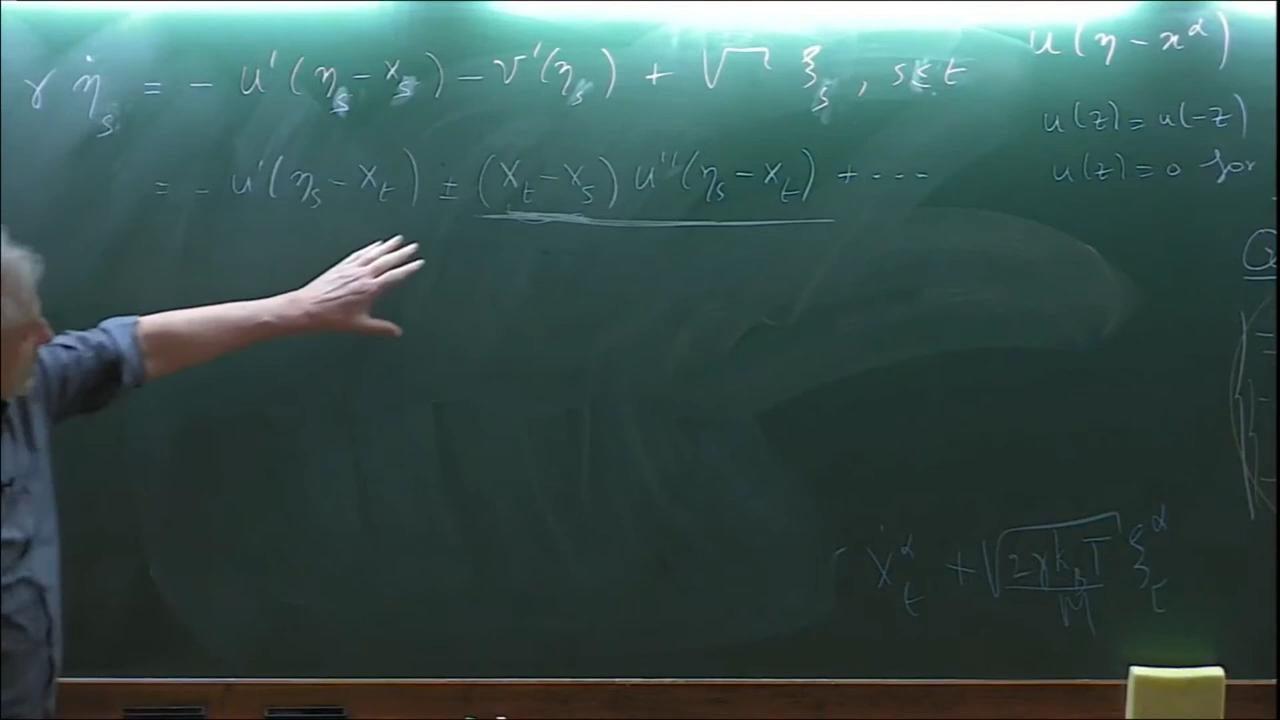 γ η̇_s = - u'(η_s - x_s) - v'(η_s) + √ ξ_s , s≤t
= - u'(η_s - x_t) ± (x_t - x_s) u''(η_s - x_t) + ---
u(η - x^α)
u(z) = u(-z)
u(z) = 0 for
Q
Ẋ_t^α + √(2γk_BT/M) ξ_t^α